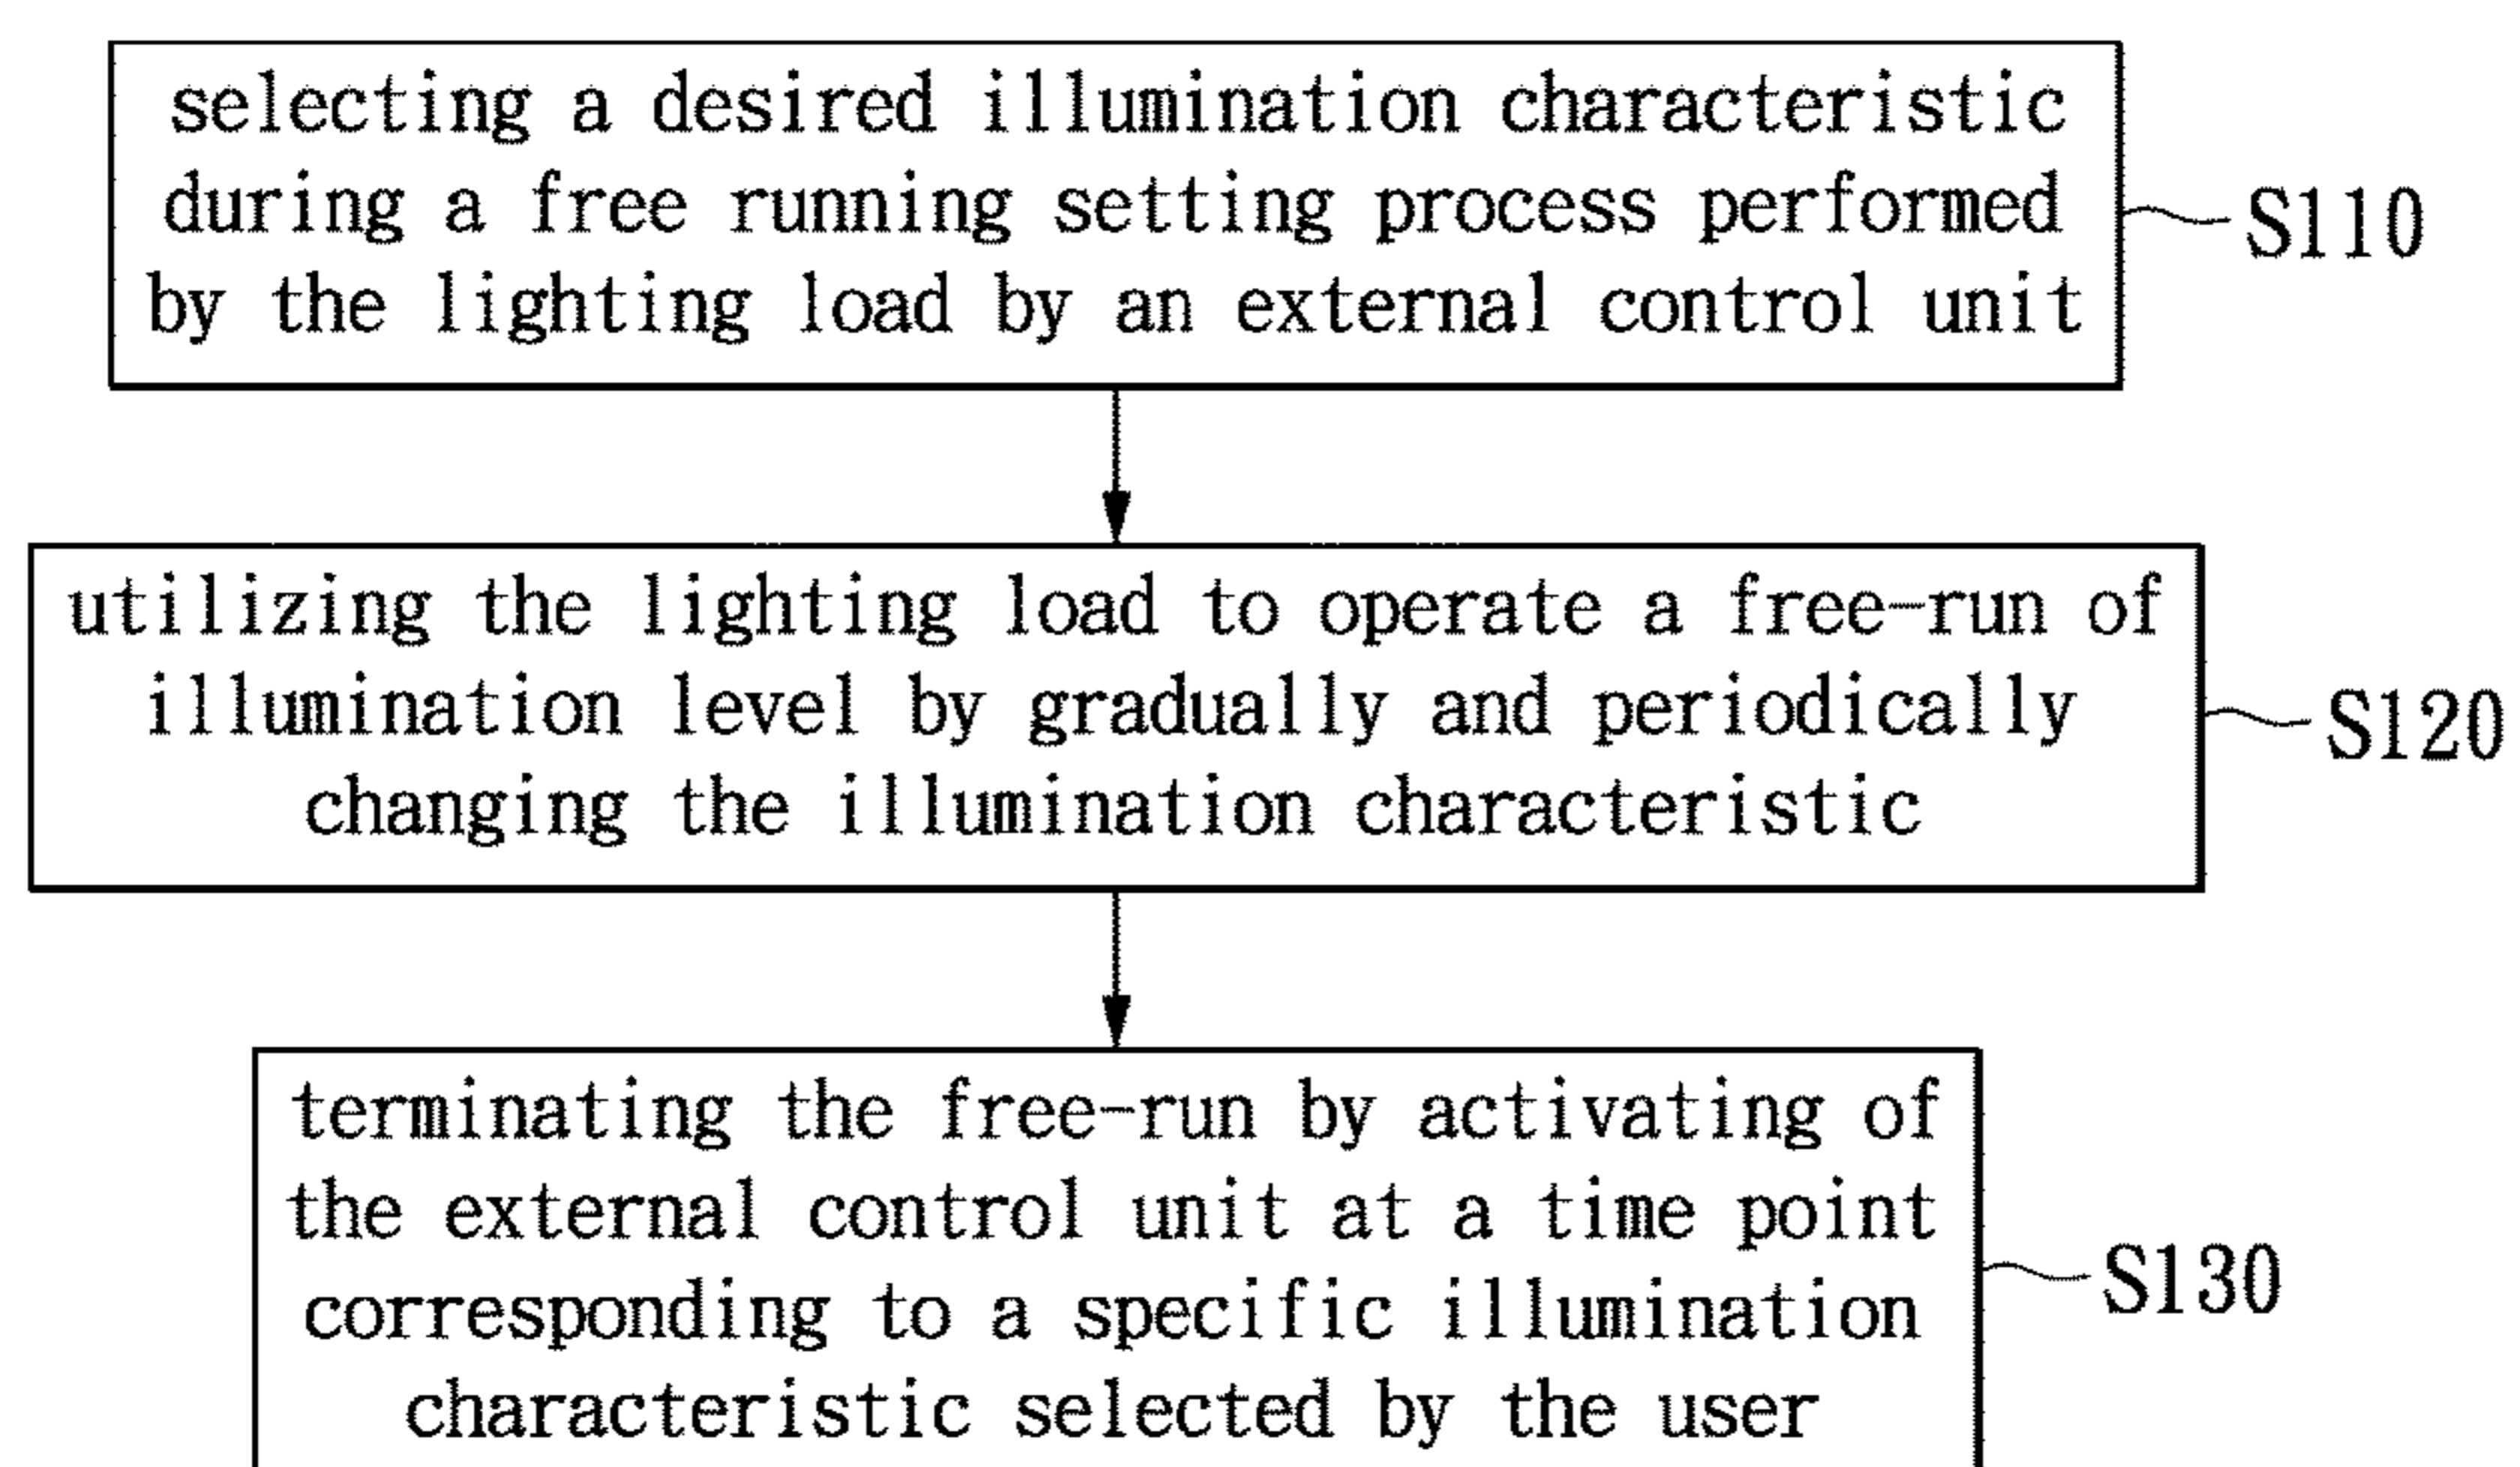 selecting a desired illumination characteristic
during a free running setting process performed
by the lighting load by an external control unit
S110
utilizing the lighting load to operate a free-run of
illumination level by gradually and periodically
changing the illumination characteristic
S120
terminating the free-run by activating of
the external control unit at a time point
corresponding to a specific illumination
characteristic selected by the user
S130